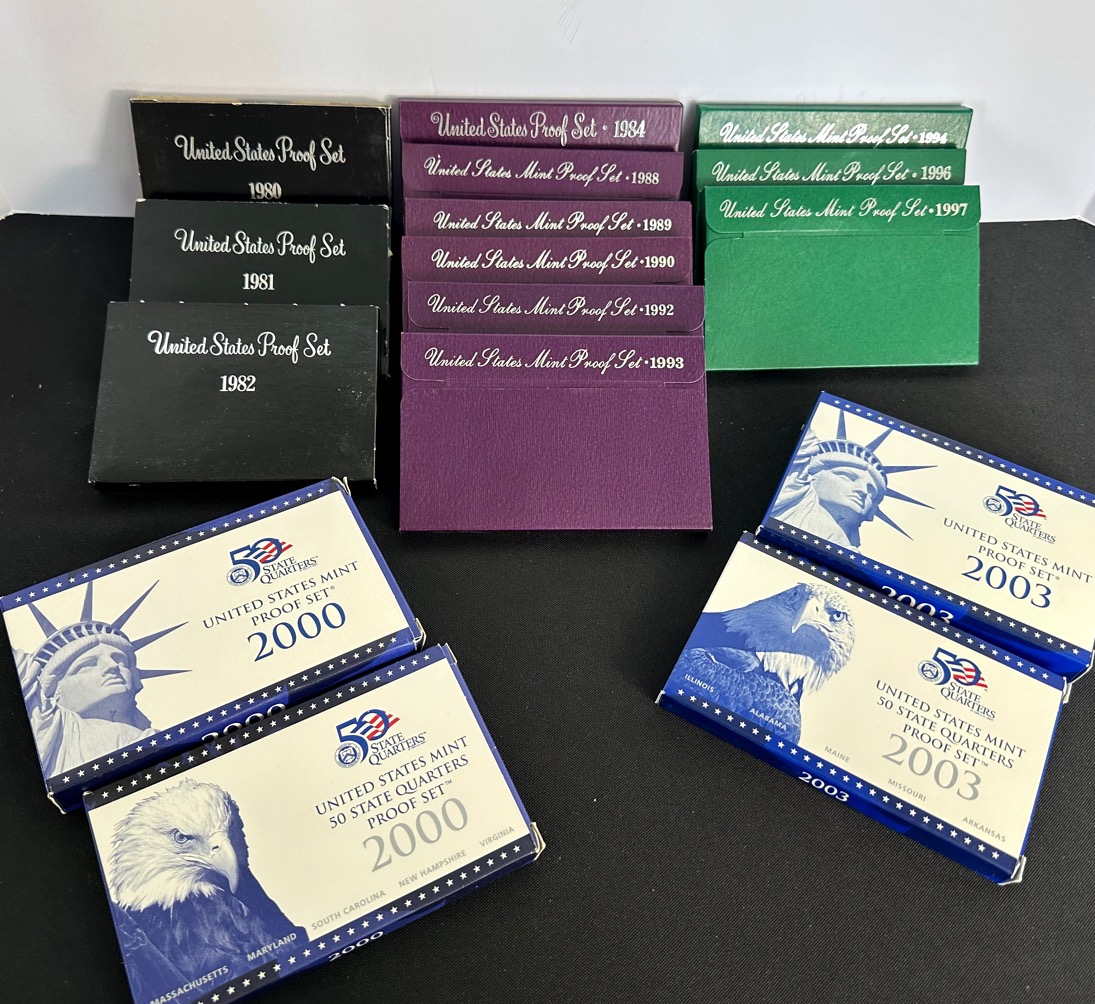 United States Proof Set
1980
United States Proof Set
1981
United States Proof Set
1982
United States Proof Set • 1984
United States Mint Proof Set • 1988
United States Mint Proof Set • 1989
United States Mint Proof Set • 1990
United States Mint Proof Set • 1992
United States Mint Proof Set • 1993
United States Mint Proof Set • 1994
United States Mint Proof Set • 1996
United States Mint Proof Set • 1997
50
STATE
QUARTERS™
UNITED STATES MINT
PROOF SET®
2000
2000
50
STATE
QUARTERS™
UNITED STATES MINT
50 STATE QUARTERS
PROOF SET™
2000
MASSACHUSETTS MARYLAND SOUTH CAROLINA NEW HAMPSHIRE VIRGINIA
2000
50
STATE
QUARTERS
UNITED STATES MINT
PROOF SET®
2003
2003
50
STATE
QUARTERS
UNITED STATES MINT
50 STATE QUARTERS
PROOF SET™
2003
ILLINOIS ALABAMA MAINE MISSOURI ARKANSAS
2003